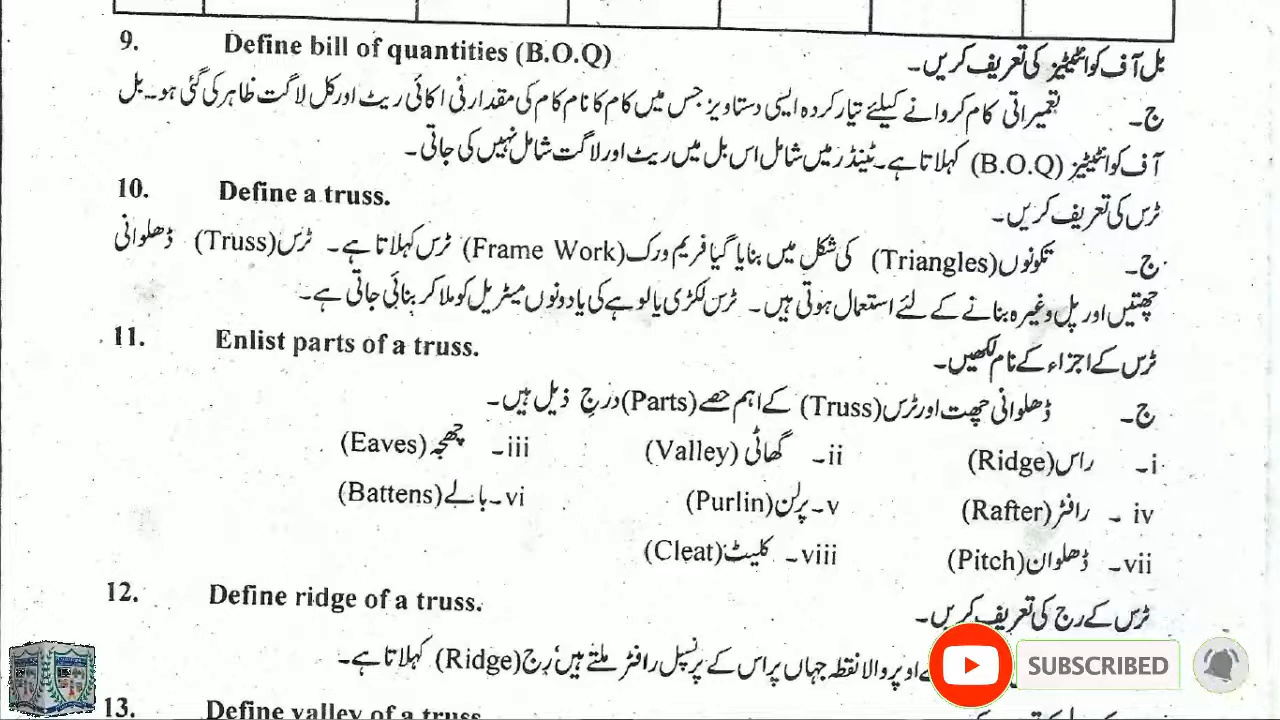 9. Define bill of quantities (B.O.Q) بل آف کوانٹیٹیز کی تعریف کریں۔
ج۔ تعمیراتی کام کروانے کیلئے تیار کردہ ایسی دستاویز جس میں کام کا نام کام کی مقدار فی اکائی ریٹ اور کل لاگت ظاہر کی گئی ہو۔ بل
آف کوانٹیٹیز (B.O.Q) کہلاتا ہے۔ ٹینڈر میں شامل اس بل میں ریٹ اور لاگت شامل نہیں کی جاتی۔
10. Define a truss. ٹرس کی تعریف کریں۔
ج۔ تکونوں (Triangles) کی شکل میں بنایا گیا فریم ورک (Frame Work) ٹرس کہلاتا ہے۔ ٹرس (Truss) ڈھلوانی
چھتیں اور پل وغیرہ بنانے کے لئے استعمال ہوتی ہیں۔ ٹرس لکڑی یا لوہے کی یا دونوں میٹریل کو ملا کر بنائی جاتی ہے۔
11. Enlist parts of a truss. ٹرس کے اجزاء کے نام لکھیں۔
ج۔ ڈھلوانی چھت اور ٹرس (Truss) کے اہم حصے (Parts) درج ذیل ہیں۔
i۔ راس (Ridge) ii۔ گھاٹی (Valley) iii۔ چھجہ (Eaves)
iv۔ رافٹر (Rafter) v۔ پرلن (Purlin) vi۔ بالے (Battens)
vii۔ ڈھلوان (Pitch) viii۔ کلیٹ (Cleat)
12. Define ridge of a truss. ٹرس کے رج کی تعریف کریں۔
اوپر والا نقطہ جہاں پر اس کے پرنسپل رافٹر ملتے ہیں رج (Ridge) کہلاتا ہے۔
SUBSCRIBED
13. Define valley of a truss